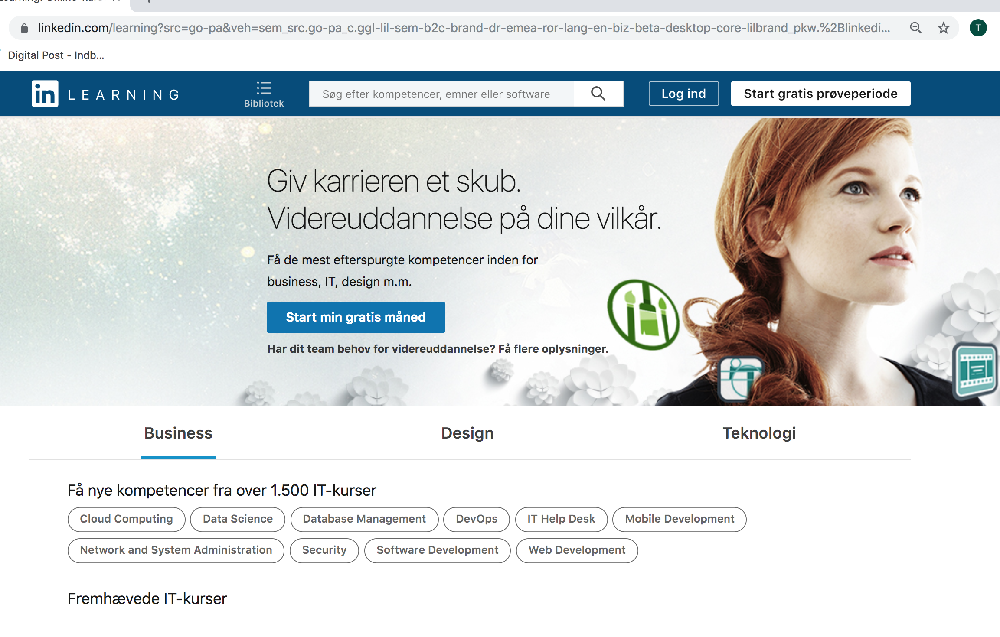 linkedin.com/learning?src=go-pa&veh=sem_src.go-pa_c.ggl-lil-sem-b2c-brand-dr-emea-ror-lang-en-biz-beta-desktop-core-lilbrand_pkw.%2Blinkedi...
T
Digital Post - Indb...
in LEARNING
Bibliotek
Søg efter kompetencer, emner eller software
Log ind
Start gratis prøveperiode
Giv karrieren et skub.
Videreuddannelse på dine vilkår.
Få de mest efterspurgte kompetencer inden for
business, IT, design m.m.
Start min gratis måned
Har dit team behov for videreuddannelse? Få flere oplysninger.
Business
Design
Teknologi
Få nye kompetencer fra over 1.500 IT-kurser
Cloud Computing
Data Science
Database Management
DevOps
IT Help Desk
Mobile Development
Network and System Administration
Security
Software Development
Web Development
Fremhævede IT-kurser